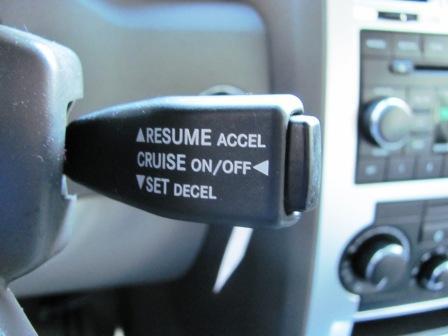 ▲RESUME ACCEL
CRUISE ON/OFF◀
▼SET DECEL